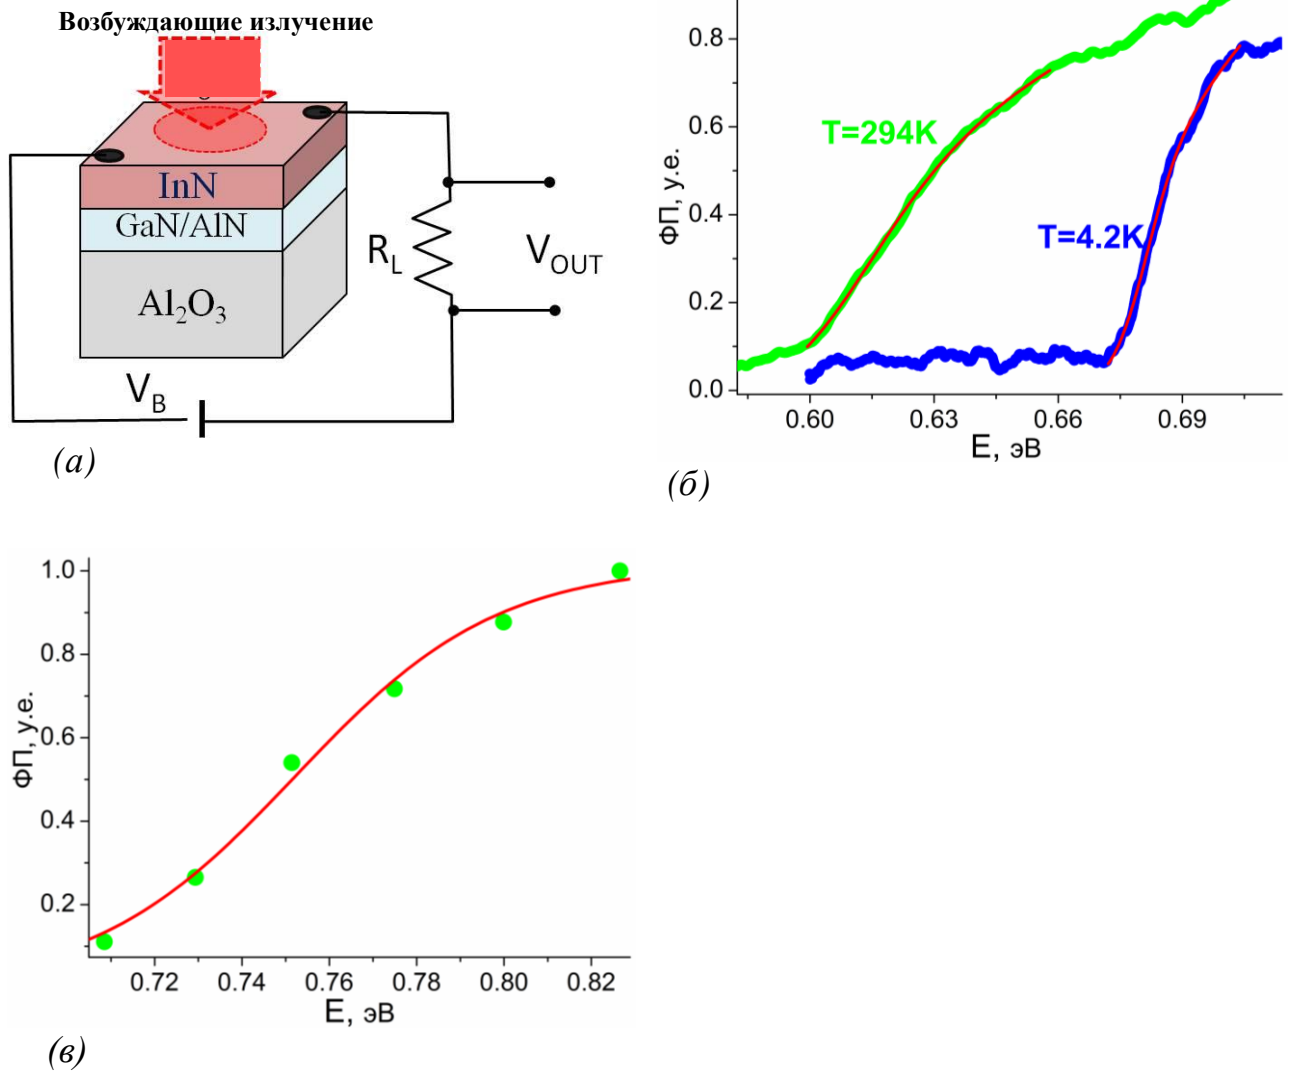 Возбуждающие излучение
InN
GaN/AlN
Al2O3
RL
VOUT
VB
(а)
0.8
0.6
0.4
0.2
0.0
ФП, у.е.
T=294K
T=4.2K
0.60 0.63 0.66 0.69
E, эВ
(б)
1.0
0.8
0.6
0.4
0.2
ФП, у.е.
0.72 0.74 0.76 0.78 0.80 0.82
E, эВ
(в)